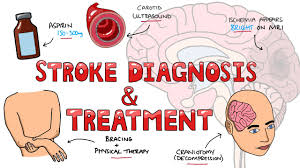 ASPIRIN
150-300mg
CAROTID
ULTRASOUND
ISCHEMIA APPEARS
BRIGHT ON MRI
STROKE DIAGNOSIS
&
TREATMENT
BRACING
+
PHYSICAL THERAPY
CRANIOTOMY
(DECOMPRESSION)